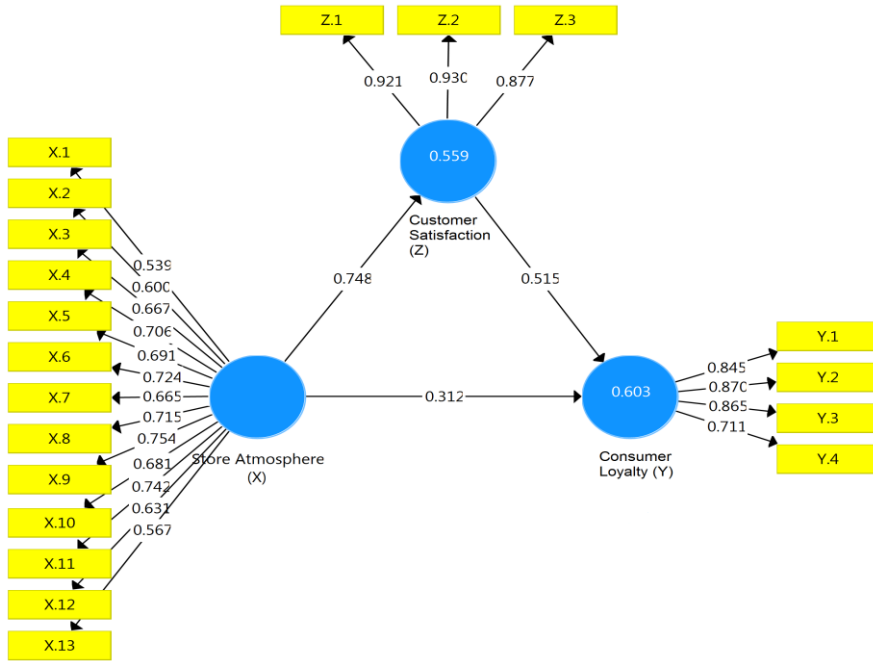 Z.1
Z.2
Z.3
0.921
0.930
0.877
0.559
Customer
Satisfaction
(Z)
X.1
X.2
X.3
X.4
X.5
X.6
X.7
X.8
X.9
X.10
X.11
X.12
X.13
0.539
0.600
0.667
0.706
0.691
0.724
0.665
0.715
0.754
0.681
0.742
0.631
0.567
Store Atmosphere
(X)
0.748
0.515
0.312
0.603
Consumer
Loyalty (Y)
0.845
0.870
0.865
0.711
Y.1
Y.2
Y.3
Y.4